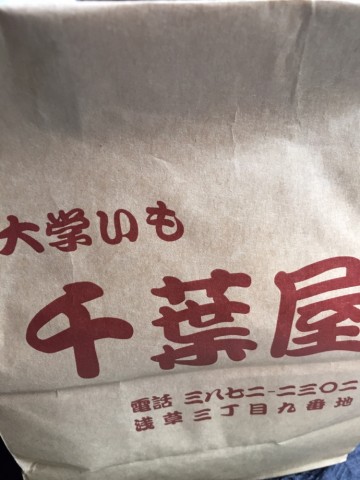 大学いも
千葉屋
電話 三八七二-二三〇二
浅草三丁目九番地